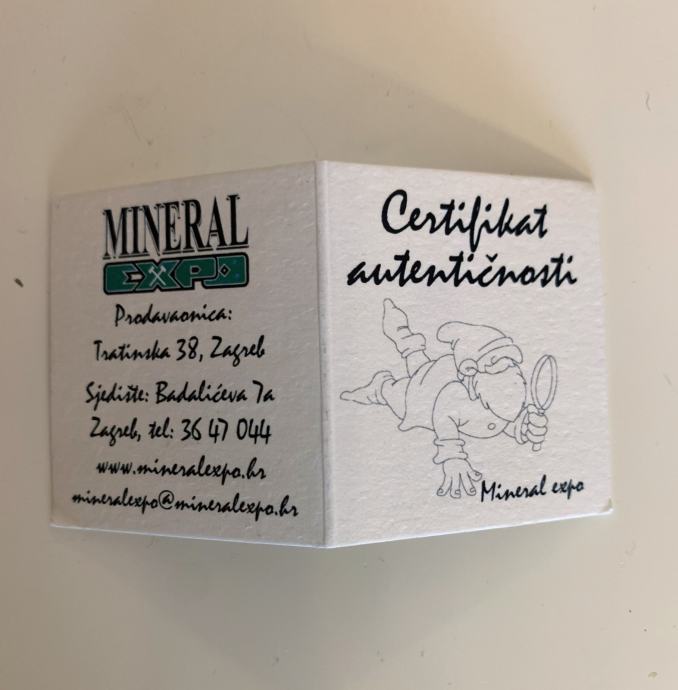 MINERAL
EXPO
Prodavaonica:
Tratinska 38, Zagreb
Sjedište: Badalićeva 7a
Zagreb, tel: 36 47 044
www.mineralexpo.hr
mineralexpo@mineralexpo.hr
Certifikat
autentičnosti
Mineral expo